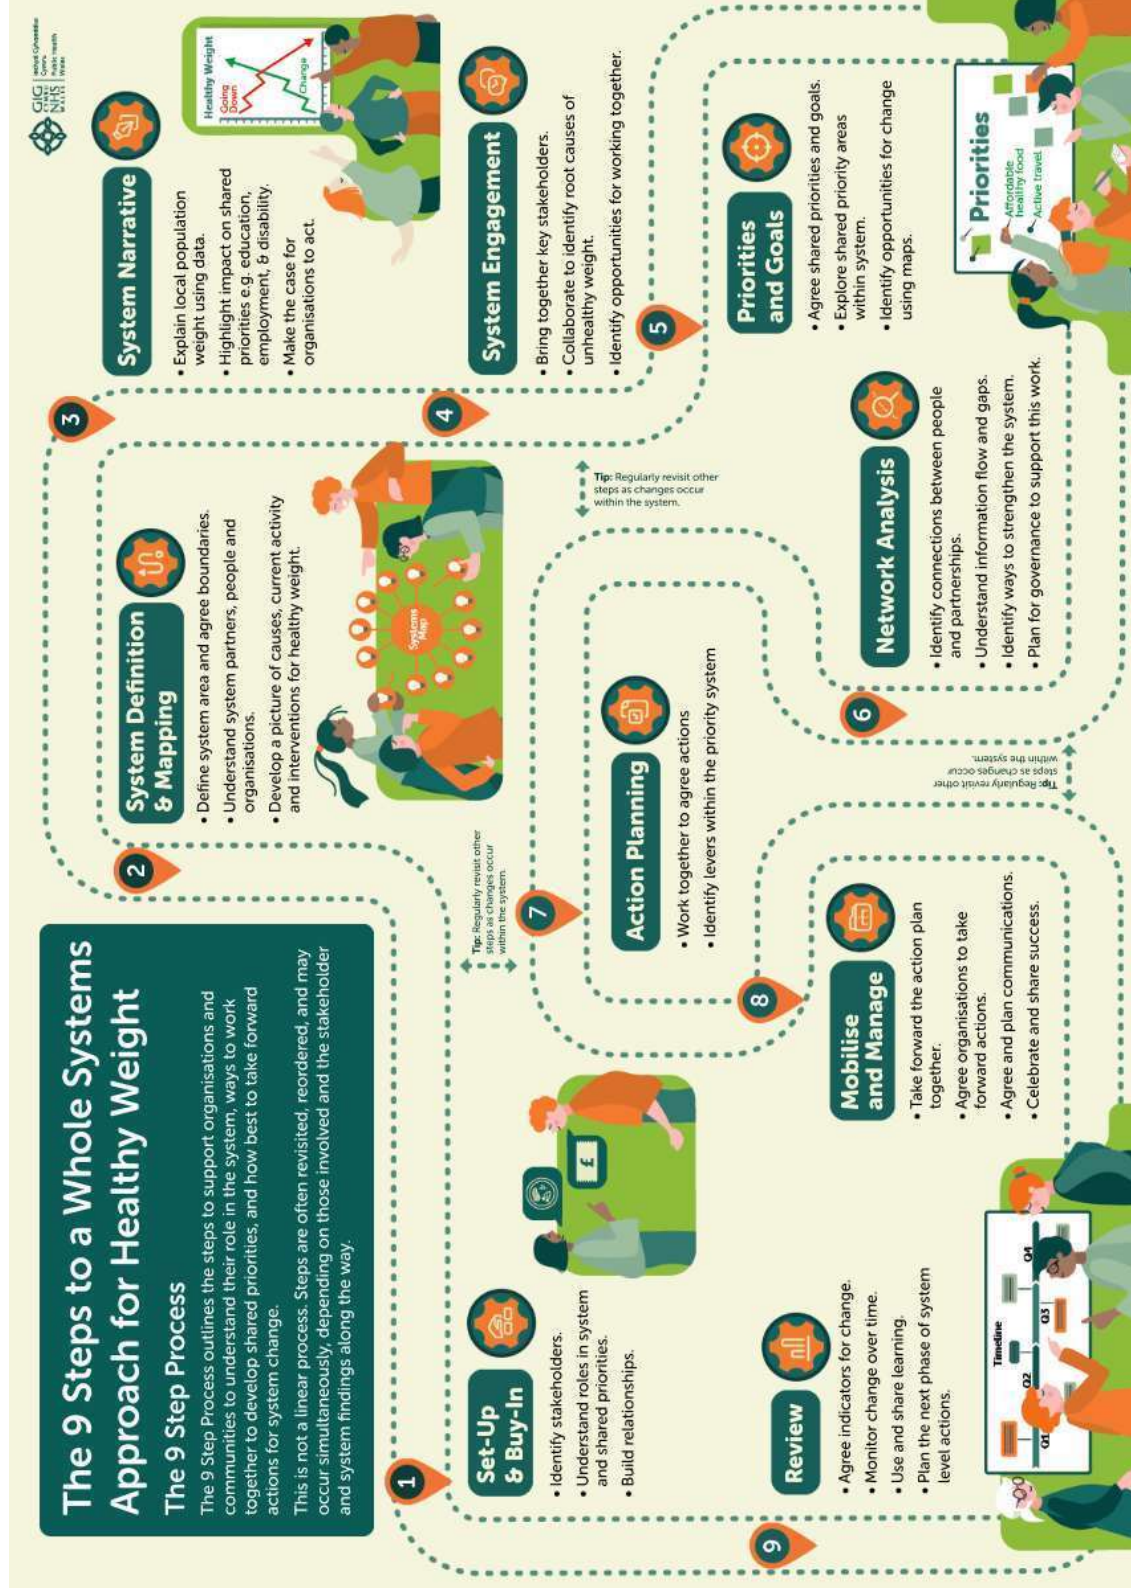 The 9 Steps to a Whole Systems
Approach for Healthy Weight
The 9 Step Process
The 9 Step Process outlines the steps to support organisations and
communities to understand their role in the system, ways to work
together to develop shared priorities, and how best to take forward
actions for system change.
This is not a linear process. Steps are often revisited, reordered, and may
occur simultaneously, depending on those involved and the stakeholder
and system findings along the way.
GIG
CYMRU
NHS
WALES
Iechyd Cyhoeddus
Cymru
Public Health
Wales
1
Set-Up
& Buy-In
• Identify stakeholders.
• Understand roles in system
and shared priorities.
• Build relationships.
£
2
System Definition
& Mapping
• Define system area and agree boundaries.
• Understand system partners, people and
organisations.
• Develop a picture of causes, current activity
and interventions for healthy weight.
Systems
Map
3
System Narrative
• Explain local population
weight using data.
• Highlight impact on shared
priorities e.g. education,
employment, & disability.
• Make the case for
organisations to act.
Healthy Weight
Going
Down
Change
4
System Engagement
• Bring together key stakeholders.
• Collaborate to identify root causes of
unhealthy weight.
• Identify opportunities for working together.
Tip: Regularly revisit other
steps as changes occur
within the system.
Tip: Regularly revisit other
steps as changes occur
within the system.
5
Priorities
and Goals
• Agree shared priorities and goals.
• Explore shared priority areas
within system.
• Identify opportunities for change
using maps.
Priorities
Affordable
healthy food
Active travel
6
Network Analysis
• Identify connections between people
and partnerships.
• Understand information flow and gaps.
• Identify ways to strengthen the system.
• Plan for governance to support this work.
Tip: Regularly revisit other
steps as changes occur
within the system.
7
Action Planning
• Work together to agree actions
• Identify levers within the priority system
8
Mobilise
and Manage
• Take forward the action plan
together.
• Agree organisations to take
forward actions.
• Agree and plan communications.
• Celebrate and share success.
9
Review
• Agree indicators for change.
• Monitor change over time.
• Use and share learning.
• Plan the next phase of system
level actions.
Timeline
Q1
Q2
Q3
Q4